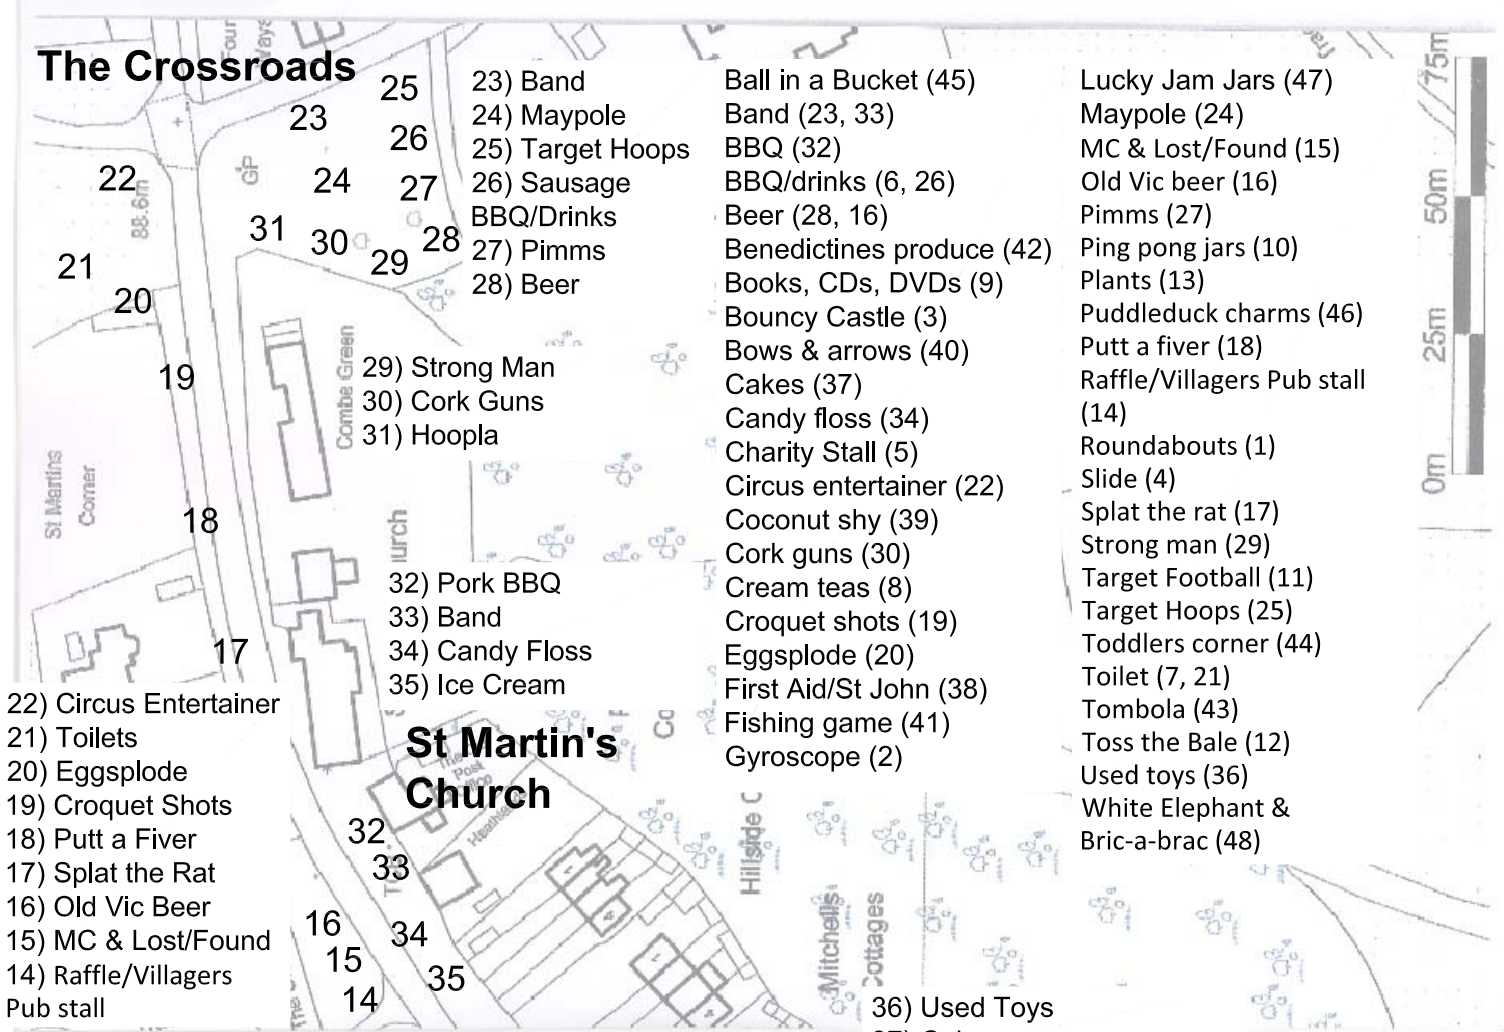 The Crossroads
Four
Ways
25
23
26
22
24
27
GP
88.6m
31
30
28
29
21
20
19
18
17
Combe Green
St Martins
Corner
23) Band
24) Maypole
25) Target Hoops
26) Sausage
BBQ/Drinks
27) Pimms
28) Beer
29) Strong Man
30) Cork Guns
31) Hoopla
32) Pork BBQ
33) Band
34) Candy Floss
35) Ice Cream
St Martin's
Church
22) Circus Entertainer
21) Toilets
20) Eggsplode
19) Croquet Shots
18) Putt a Fiver
17) Splat the Rat
16) Old Vic Beer
15) MC & Lost/Found
14) Raffle/Villagers
Pub stall
Post
32
33
16
34
15
35
14
Ball in a Bucket (45)
Band (23, 33)
BBQ (32)
BBQ/drinks (6, 26)
Beer (28, 16)
Benedictines produce (42)
Books, CDs, DVDs (9)
Bouncy Castle (3)
Bows & arrows (40)
Cakes (37)
Candy floss (34)
Charity Stall (5)
Circus entertainer (22)
Coconut shy (39)
Cork guns (30)
Cream teas (8)
Croquet shots (19)
Eggsplode (20)
First Aid/St John (38)
Fishing game (41)
Gyroscope (2)
Lucky Jam Jars (47)
Maypole (24)
MC & Lost/Found (15)
Old Vic beer (16)
Pimms (27)
Ping pong jars (10)
Plants (13)
Puddleduck charms (46)
Putt a fiver (18)
Raffle/Villagers Pub stall
(14)
Roundabouts (1)
Slide (4)
Splat the rat (17)
Strong man (29)
Target Football (11)
Target Hoops (25)
Toddlers corner (44)
Toilet (7, 21)
Tombola (43)
Toss the Bale (12)
Used toys (36)
White Elephant &
Bric-a-brac (48)
75m
50m
25m
0m
Hillside C
Mitchells
Cottages
36) Used Toys